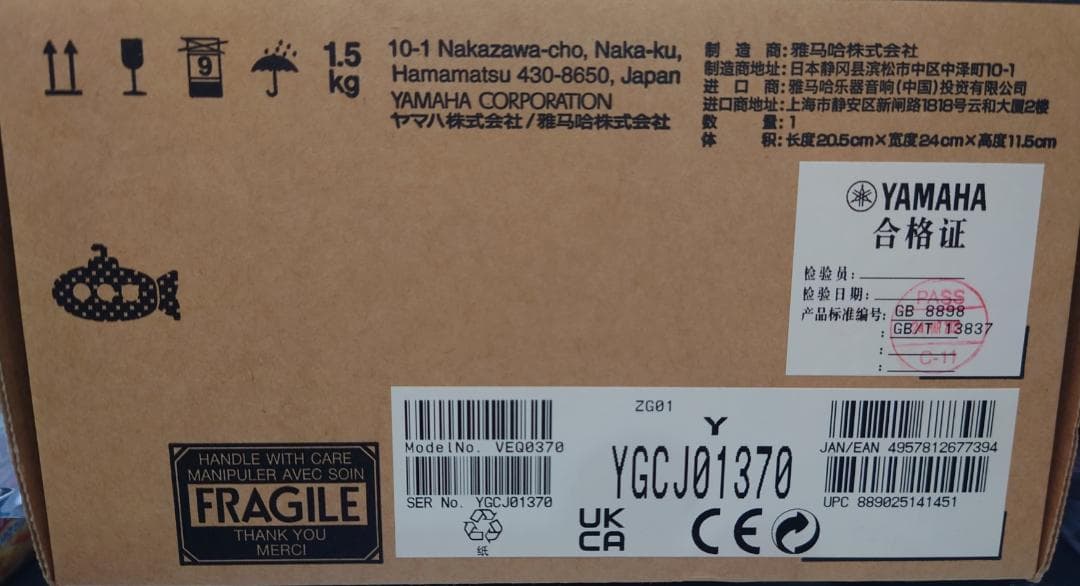 9
1.5
kg
10-1 Nakazawa-cho, Naka-ku,
Hamamatsu 430-8650, Japan
YAMAHA CORPORATION
ヤマハ株式会社/雅马哈株式会社
制造商:雅马哈株式会社
制造商地址:日本静冈县滨松市中区中泽町10-1
进口商:雅马哈乐器音响(中国)投资有限公司
进口商地址:上海市静安区新闸路1818号云和大厦2楼
数量:1
体积:长度20.5cm×宽度24cm×高度11.5cm
YAMAHA
合格证
检验员:
检验日期:
产品标准编号: GB 8898
: GB/T 13837
:
:
PASS
C-11
HANDLE WITH CARE
MANIPULER AVEC SOIN
FRAGILE
THANK YOU
MERCI
ModelNo. VEQ0370
SER No. YGCJ01370
纸
ZG01
Y
YGCJ01370
UK
CA
CE
JAN/EAN 4957812677394
UPC 889025141451